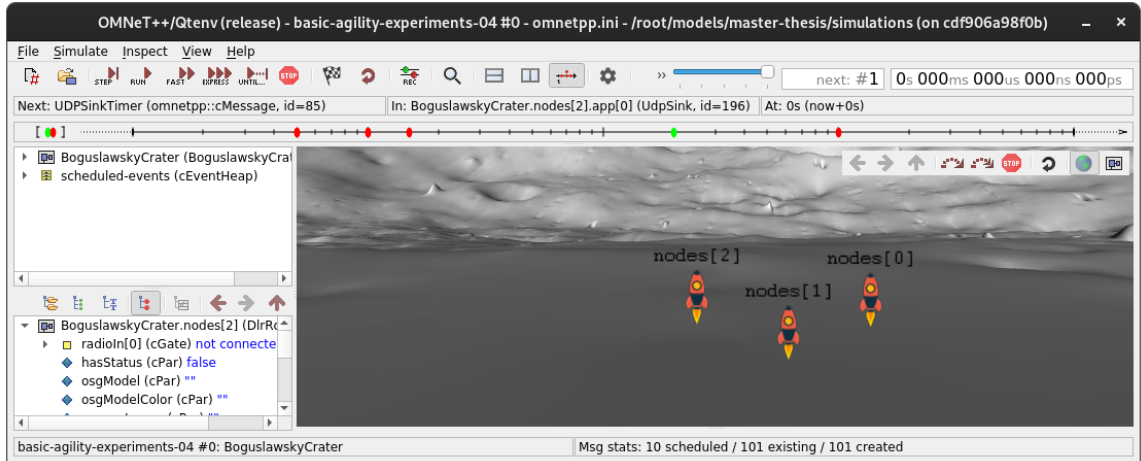 OMNeT++/Qtenv (release) - basic-agility-experiments-04 #0 - omnetpp.ini - /root/models/master-thesis/simulations (on cdf906a98f0b)
File Simulate Inspect View Help
STEP RUN FAST EXPRESS UNTIL... STOP REC next: #1 0s 000ms 000us 000ns 000ps
Next: UDPSinkTimer (omnetpp::cMessage, id=85) In: BoguslawskyCrater.nodes[2].app[0] (UdpSink, id=196) At: 0s (now+0s)
BoguslawskyCrater (BoguslawskyCrat
scheduled-events (cEventHeap)
STOP
nodes[2] nodes[0]
nodes[1]
BoguslawskyCrater.nodes[2] (DlrRo
radioIn[0] (cGate) not connecte
hasStatus (cPar) false
osgModel (cPar) ""
osgModelColor (cPar) ""
basic-agility-experiments-04 #0: BoguslawskyCrater Msg stats: 10 scheduled / 101 existing / 101 created